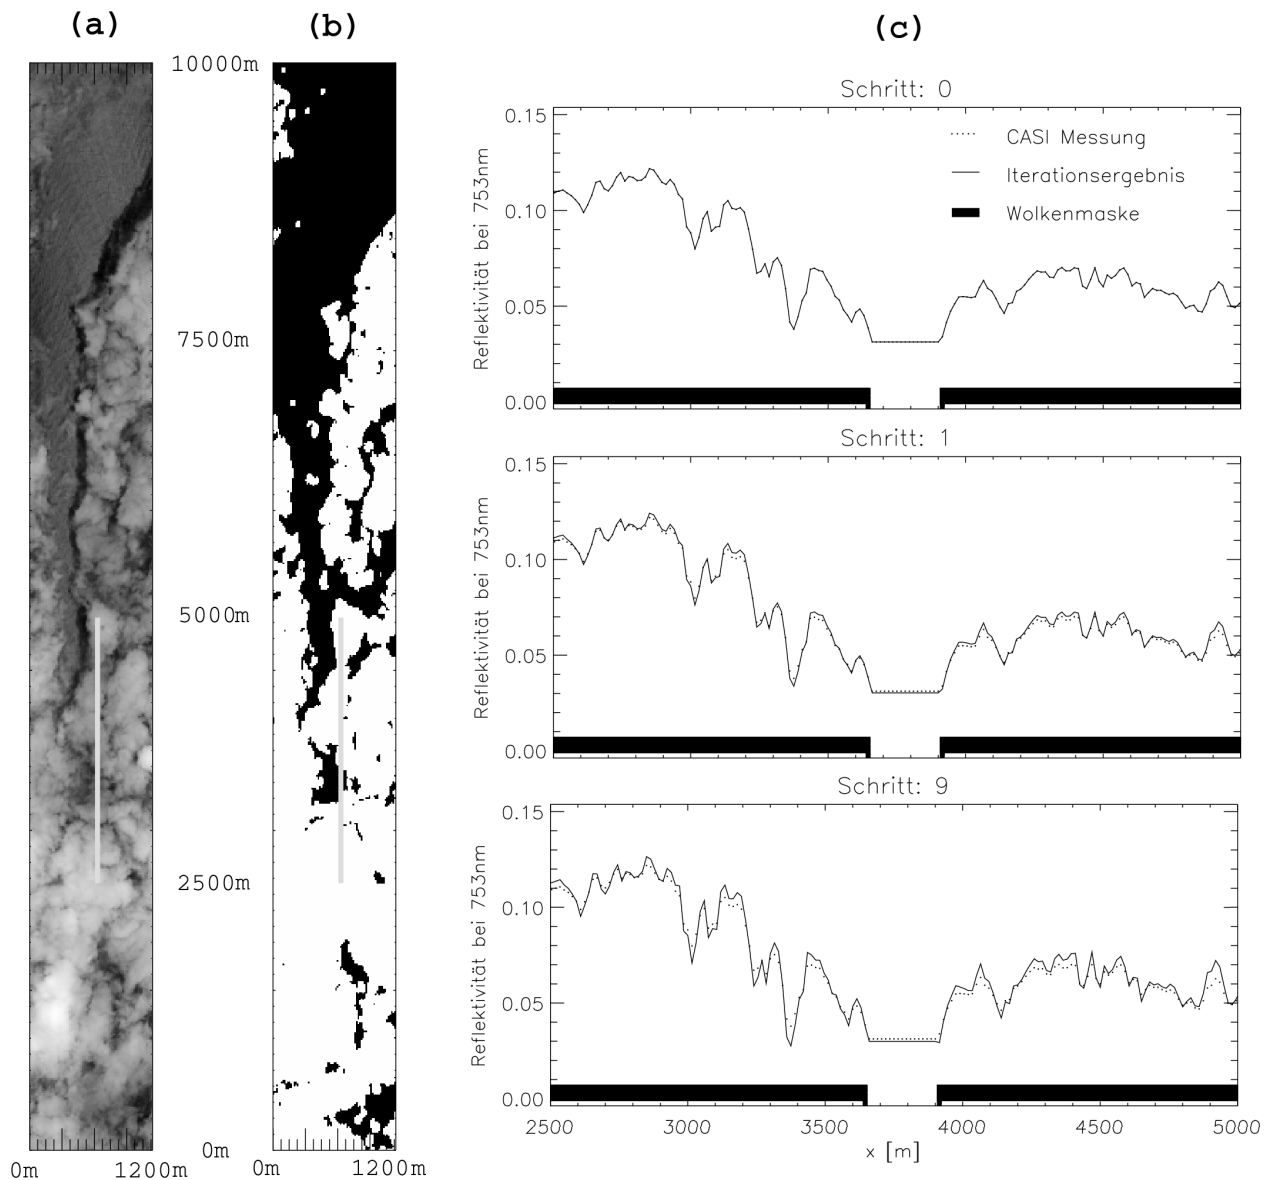 (a)
(b)
(c)
10000m
7500m
5000m
2500m
0m
0m
1200m
0m
1200m
Schritt: 0
0.15
0.10
0.05
0.00
Reflektivität bei 753nm
CASI Messung
Iterationsergebnis
Wolkenmaske
Schritt: 1
0.15
0.10
0.05
0.00
Reflektivität bei 753nm
Schritt: 9
0.15
0.10
0.05
0.00
Reflektivität bei 753nm
2500
3000
3500
4000
4500
5000
x [m]